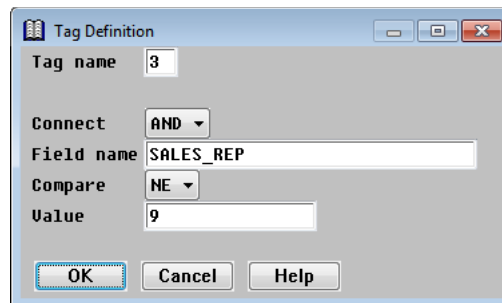 Tag Definition
Tag name 3
Connect AND
Field name SALES_REP
Compare NE
Value 9
OK Cancel Help